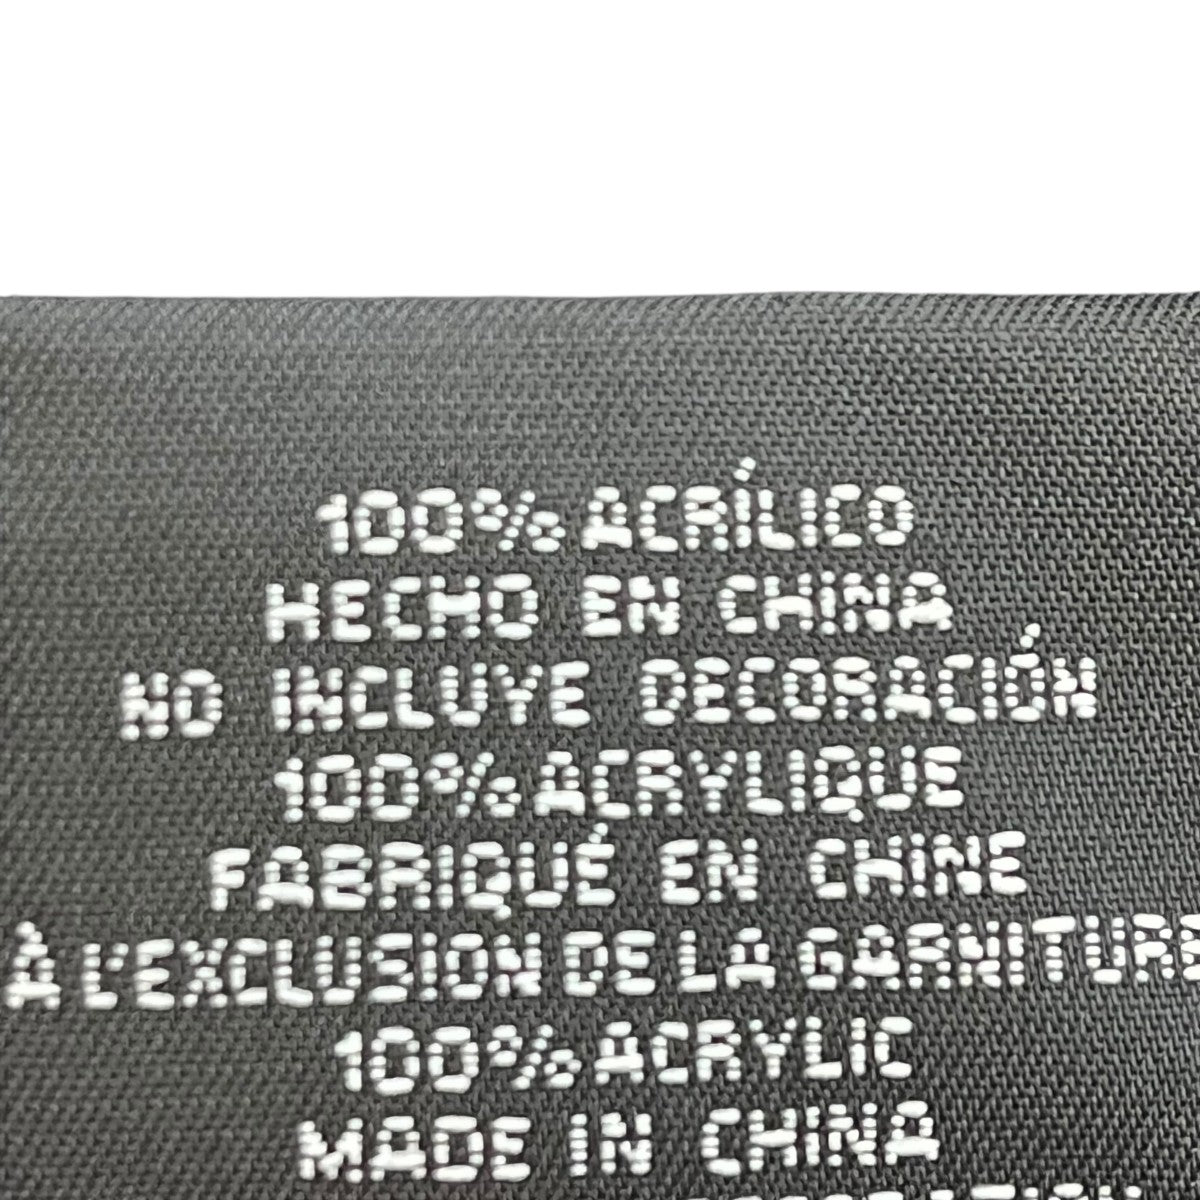 100% ACRÍLICO
HECHO EN CHINA
NO INCLUYE DECORACIÓN
100% ACRYLIQUE
FABRIQUÉ EN CHINE
À L'EXCLUSION DE LA GARNITURE
100% ACRYLIC
MADE IN CHINA